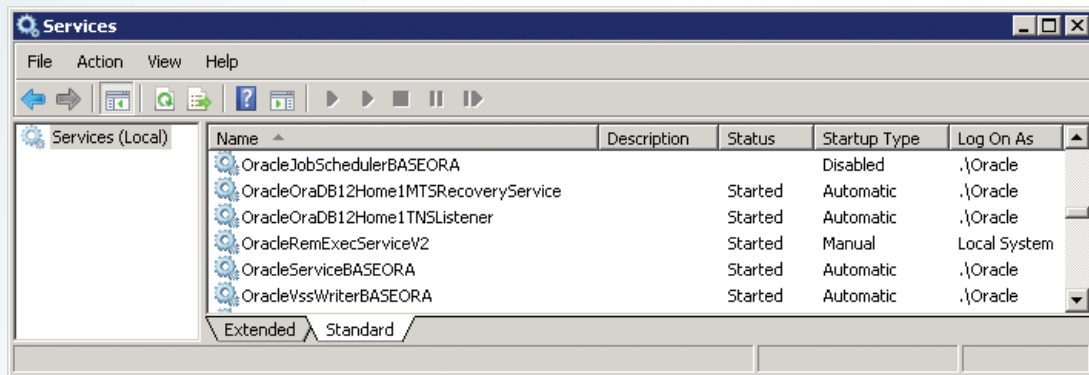 Services
File Action View Help
Services (Local)
Name Description Status Startup Type Log On As
OracleJobSchedulerBASEORA Disabled .\Oracle
OracleOraDB12Home1MTSRecoveryService Started Automatic .\Oracle
OracleOraDB12Home1TNSListener Started Automatic .\Oracle
OracleRemExecServiceV2 Started Manual Local System
OracleServiceBASEORA Started Automatic .\Oracle
OracleVssWriterBASEORA Started Automatic .\Oracle
Extended Standard